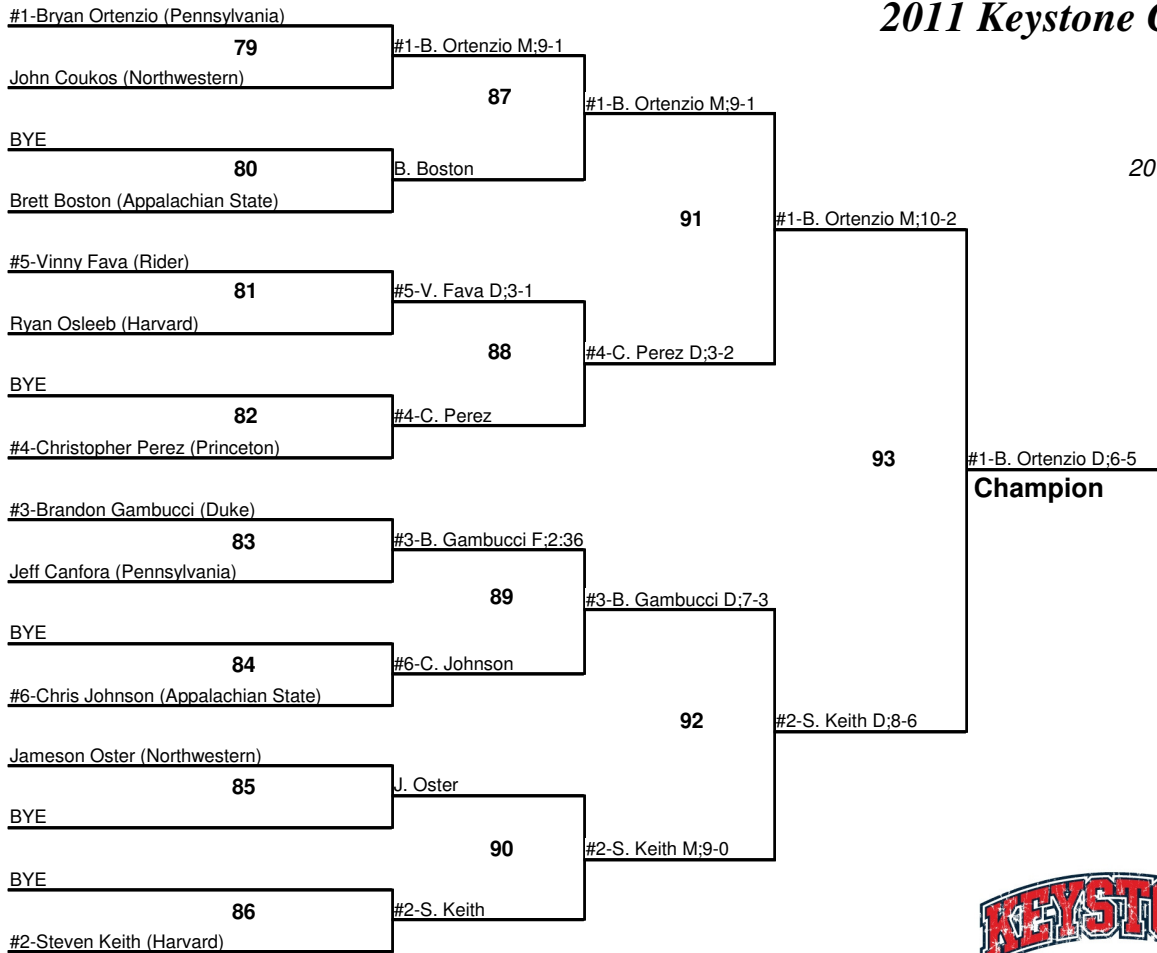 2011 Keystone C
#1-Bryan Ortenzio (Pennsylvania)
79
#1-B. Ortenzio M;9-1
John Coukos (Northwestern)
87
#1-B. Ortenzio M;9-1
BYE
80
B. Boston
20
Brett Boston (Appalachian State)
91
#1-B. Ortenzio M;10-2
#5-Vinny Fava (Rider)
81
#5-V. Fava D;3-1
Ryan Osleeb (Harvard)
88
#4-C. Perez D;3-2
BYE
82
#4-C. Perez
#4-Christopher Perez (Princeton)
93
#1-B. Ortenzio D;6-5
Champion
#3-Brandon Gambucci (Duke)
83
#3-B. Gambucci F;2:36
Jeff Canfora (Pennsylvania)
89
#3-B. Gambucci D;7-3
BYE
84
#6-C. Johnson
#6-Chris Johnson (Appalachian State)
92
#2-S. Keith D;8-6
Jameson Oster (Northwestern)
85
J. Oster
BYE
90
#2-S. Keith M;9-0
BYE
86
#2-S. Keith
#2-Steven Keith (Harvard)
KEYST